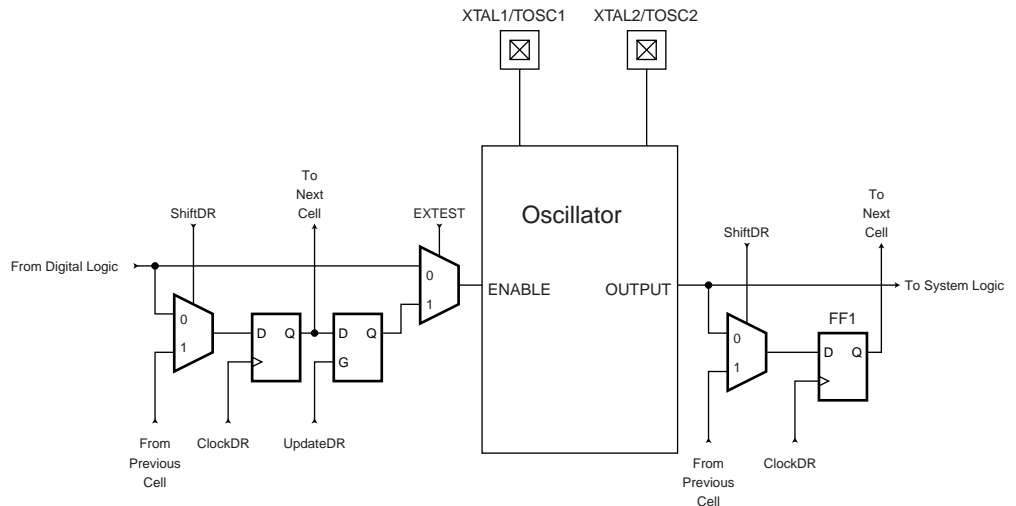 XTAL1/TOSC1 XTAL2/TOSC2
To
Next
Cell
ShiftDR
EXTEST
Oscillator
To
Next
Cell
ShiftDR
From Digital Logic
0
1
ENABLE
OUTPUT
To System Logic
0
1
D Q
D Q
G
FF1
0
1
D Q
From
Previous
Cell
ClockDR
UpdateDR
From
Previous
Cell
ClockDR